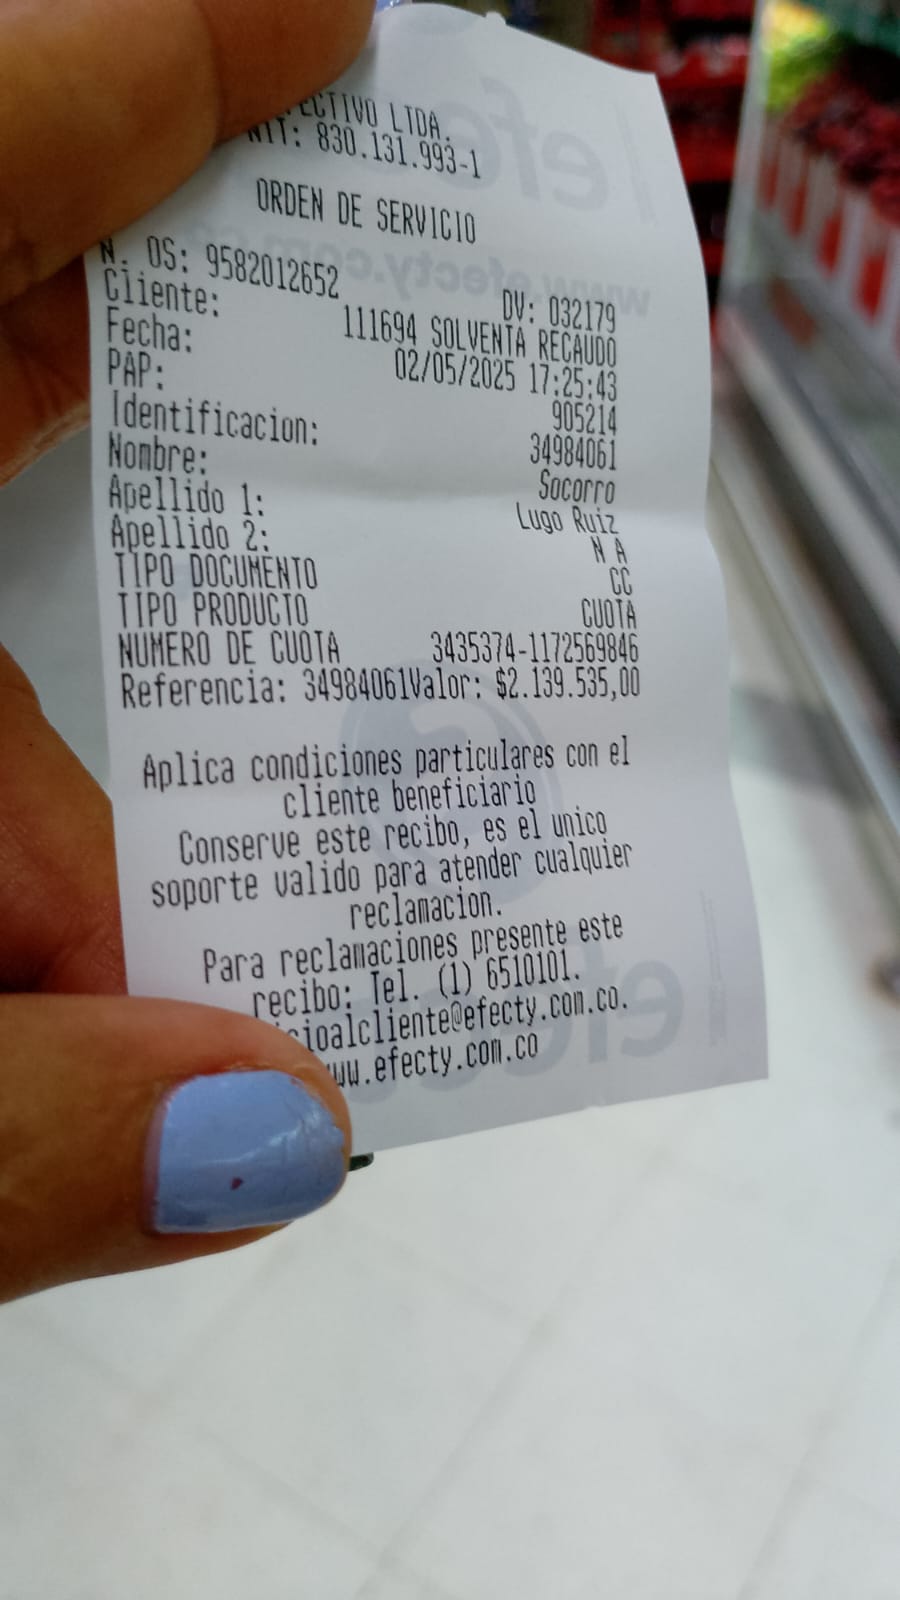 ECTIVO LTDA.
NIT: 830.131.993-1
ORDEN DE SERVICIO
N. OS: 9582012652
DV: 032179
Cliente: 111694 SOLVENTA RECAUDO
Fecha: 02/05/2025 17:25:43
PAP: 905214
Identificacion: 34984061
Nombre: Socorro
Apellido 1: Lugo Ruiz
Apellido 2: N A
TIPO DOCUMENTO CC
TIPO PRODUCTO CUOTA
NUMERO DE CUOTA 3435374-1172569846
Referencia: 34984061Valor: $2.139.535,00
Aplica condiciones particulares con el
cliente beneficiario
Conserve este recibo, es el unico
soporte valido para atender cualquier
reclamacion.
Para reclamaciones presente este
recibo: Tel. (1) 6510101.
cioalcliente@efecty.com.co.
ww.efecty.com.co